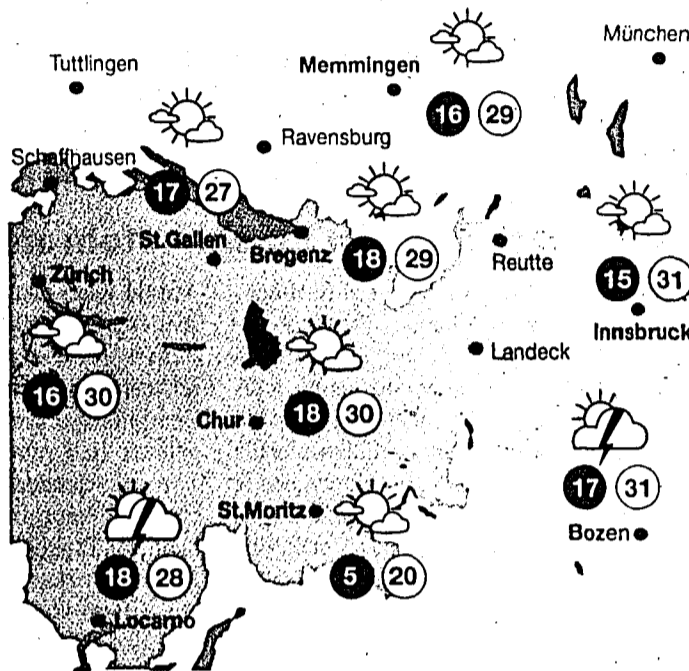 München
Tuttlingen
Memmingen
16 29
Ravensburg
Schaffhausen
17 27
St.Gallen
Bregenz
18 29
Reutte
Zürich
15 31
Innsbruck
Landeck
16 30
Chur
18 30
17 31
St.Moritz
Bozen
18 28
5 20
Locarno